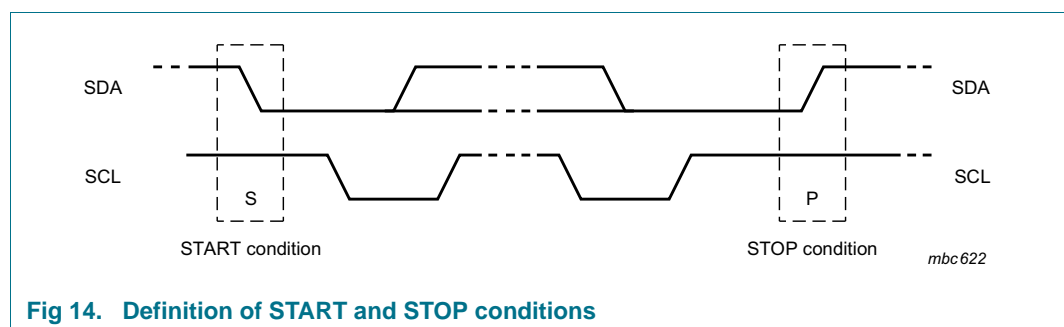 SDA
SCL
S
START condition
SDA
SCL
P
STOP condition
mbc622
Fig 14. Definition of START and STOP conditions